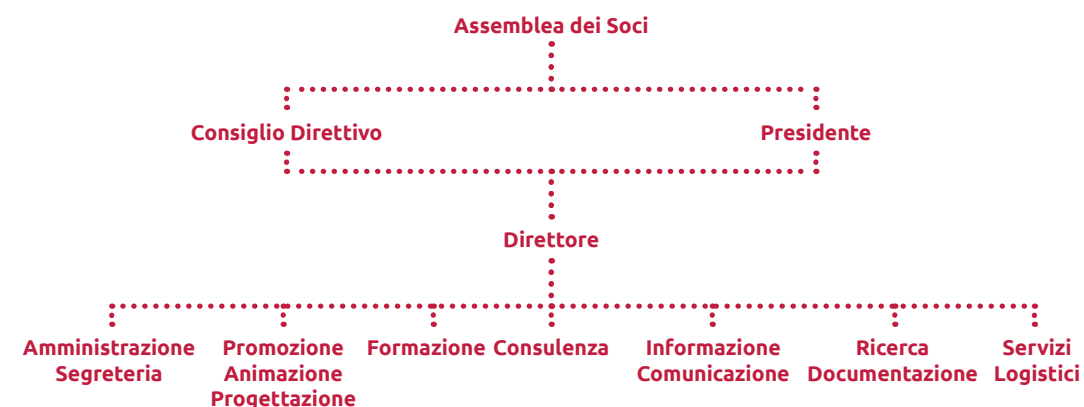 Assemblea dei Soci
Consiglio Direttivo
Presidente
Direttore
Amministrazione
Segreteria
Promozione
Animazione
Progettazione
Formazione
Consulenza
Informazione
Comunicazione
Ricerca
Documentazione
Servizi
Logistici